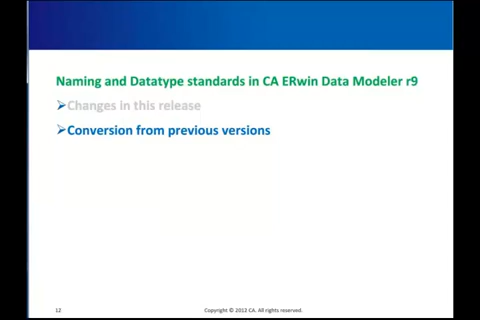 Naming and Datatype standards in CA ERwin Data Modeler r9
➢Changes in this release
➢Conversion from previous versions
12
Copyright © 2012 CA. All rights reserved.